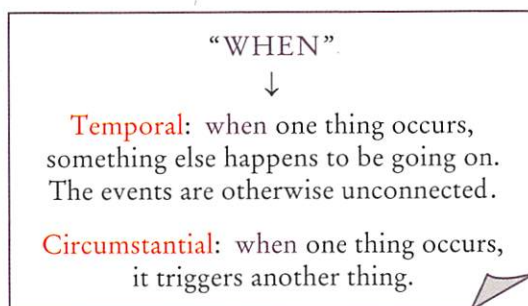 “WHEN”
↓
Temporal: when one thing occurs,
something else happens to be going on.
The events are otherwise unconnected.
Circumstantial: when one thing occurs,
it triggers another thing.